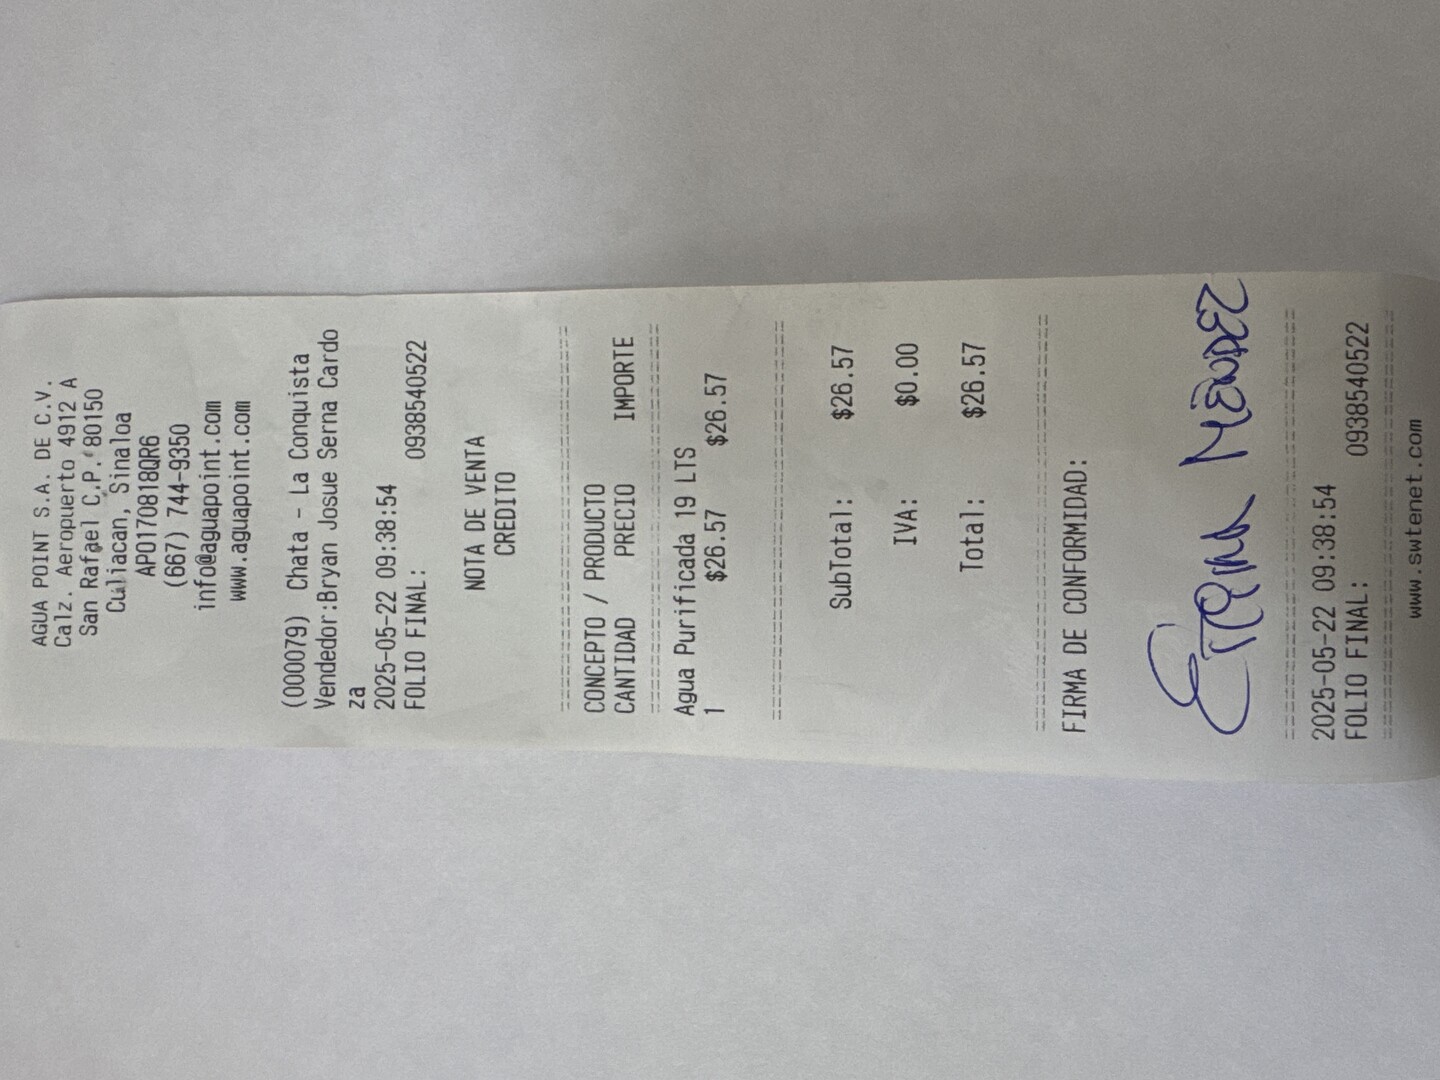 AGUA POINT S.A. DE C.V.
Calz. Aeropuerto 4912 A
San Rafael C.P. 80150
Culiacan, Sinaloa
APO170818QR6
(667) 744-9350
info@aguapoint.com
www.aguapoint.com
(000079) Chata - La Conquista
Vendedor:Bryan Josue Serna Cardo
za
2025-05-22 09:38:54
FOLIO FINAL: 0938540522
NOTA DE VENTA
CREDITO
================================
CONCEPTO / PRODUCTO
CANTIDAD PRECIO IMPORTE
================================
Agua Purificada 19 LTS
1 $26.57 $26.57
================================
SubTotal: $26.57
IVA: $0.00
Total: $26.57
================================
FIRMA DE CONFORMIDAD:
MENDEZ
================================
2025-05-22 09:38:54
FOLIO FINAL: 0938540522
================================
www.swtenet.com